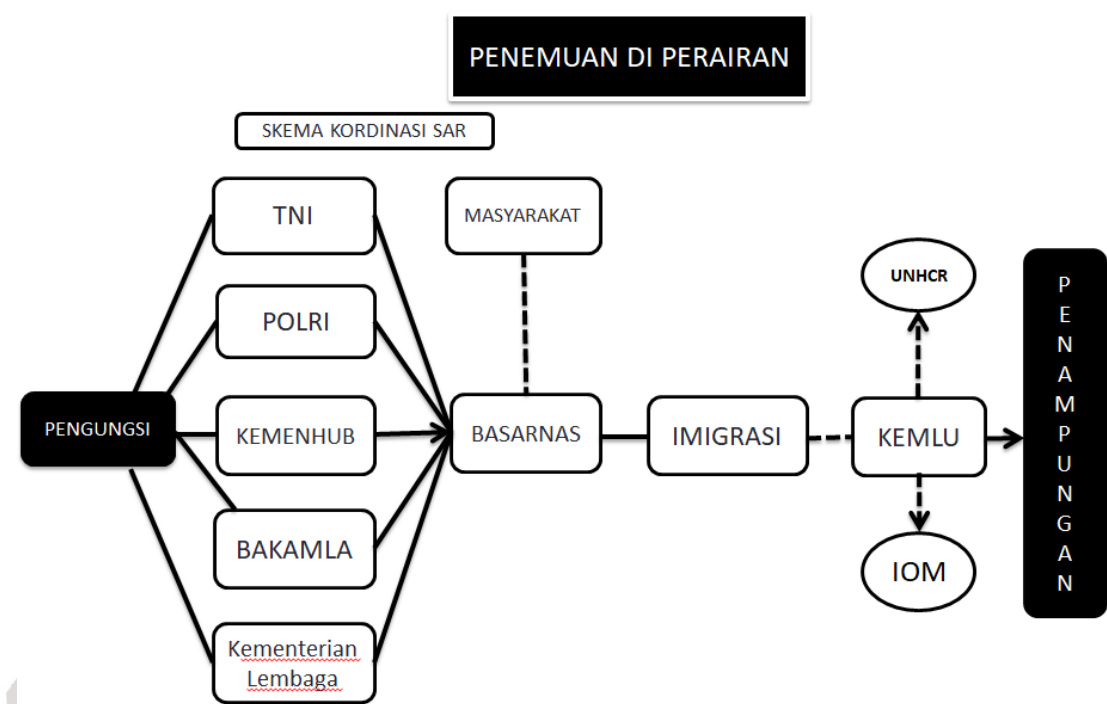 PENEMUAN DI PERAIRAN
SKEMA KORDINASI SAR
TNI
MASYARAKAT
POLRI
UNHCR
PENGUNGSI
KEMENHUB
BASARNAS
IMIGRASI
KEMLU
BAKAMLA
IOM
Kementerian
Lembaga
P
E
N
A
M
P
U
N
G
A
N